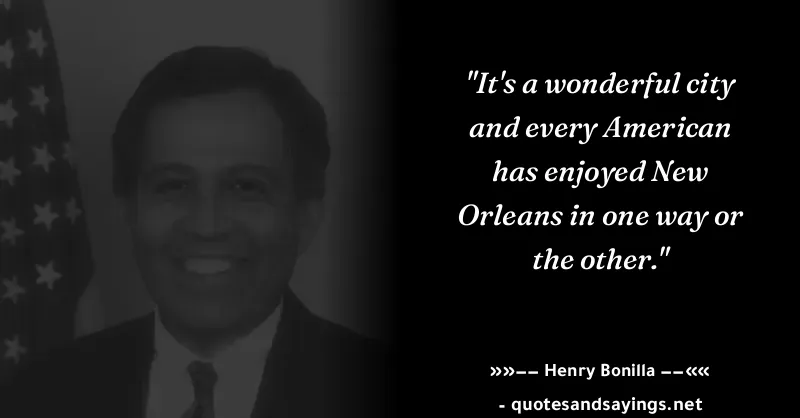 "It's a wonderful city
and every American
has enjoyed New
Orleans in one way or
the other."
»»―― Henry Bonilla ――««
- quotesandsayings.net